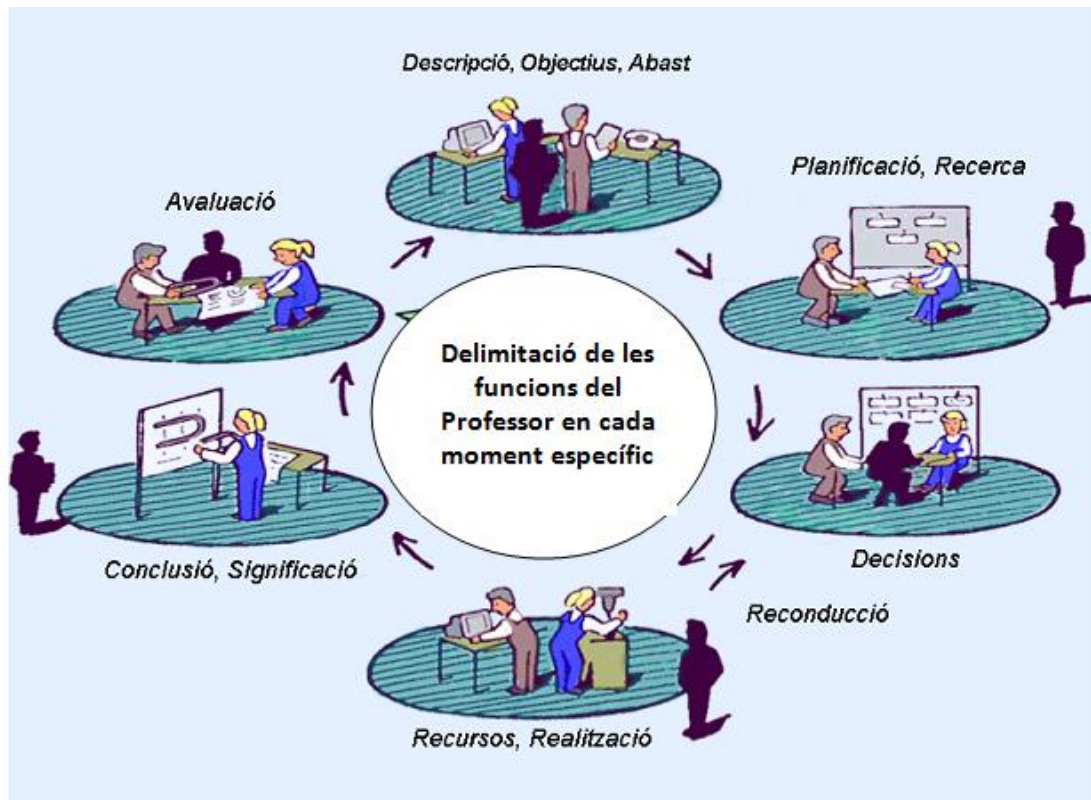 Descripció, Objectius, Abast
Planificació, Recerca
Avaluació
Delimitació de les
funcions del
Professor en cada
moment específic
Decisions
Conclusió, Significació
Reconducció
Recursos, Realització